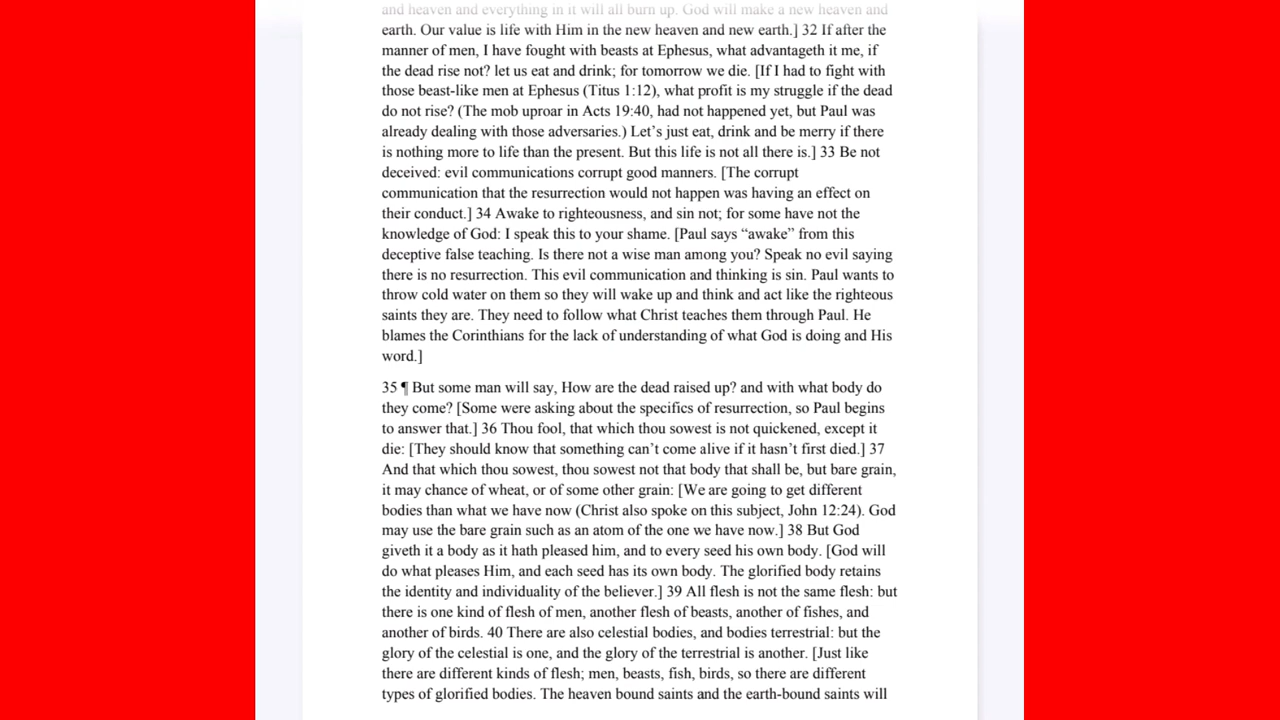 and heaven and everything in it will all burn up. God will make a new heaven and
earth. Our value is life with Him in the new heaven and new earth.] 32 If after the
manner of men, I have fought with beasts at Ephesus, what advantageth it me, if
the dead rise not? let us eat and drink; for tomorrow we die. [If I had to fight with
those beast-like men at Ephesus (Titus 1:12), what profit is my struggle if the dead
do not rise? (The mob uproar in Acts 19:40, had not happened yet, but Paul was
already dealing with those adversaries.) Let’s just eat, drink and be merry if there
is nothing more to life than the present. But this life is not all there is.] 33 Be not
deceived: evil communications corrupt good manners. [The corrupt
communication that the resurrection would not happen was having an effect on
their conduct.] 34 Awake to righteousness, and sin not; for some have not the
knowledge of God: I speak this to your shame. [Paul says “awake” from this
deceptive false teaching. Is there not a wise man among you? Speak no evil saying
there is no resurrection. This evil communication and thinking is sin. Paul wants to
throw cold water on them so they will wake up and think and act like the righteous
saints they are. They need to follow what Christ teaches them through Paul. He
blames the Corinthians for the lack of understanding of what God is doing and His
word.]
35 ¶ But some man will say, How are the dead raised up? and with what body do
they come? [Some were asking about the specifics of resurrection, so Paul begins
to answer that.] 36 Thou fool, that which thou sowest is not quickened, except it
die: [They should know that something can’t come alive if it hasn’t first died.] 37
And that which thou sowest, thou sowest not that body that shall be, but bare grain,
it may chance of wheat, or of some other grain: [We are going to get different
bodies than what we have now (Christ also spoke on this subject, John 12:24). God
may use the bare grain such as an atom of the one we have now.] 38 But God
giveth it a body as it hath pleased him, and to every seed his own body. [God will
do what pleases Him, and each seed has its own body. The glorified body retains
the identity and individuality of the believer.] 39 All flesh is not the same flesh: but
there is one kind of flesh of men, another flesh of beasts, another of fishes, and
another of birds. 40 There are also celestial bodies, and bodies terrestrial: but the
glory of the celestial is one, and the glory of the terrestrial is another. [Just like
there are different kinds of flesh; men, beasts, fish, birds, so there are different
types of glorified bodies. The heaven bound saints and the earth-bound saints will